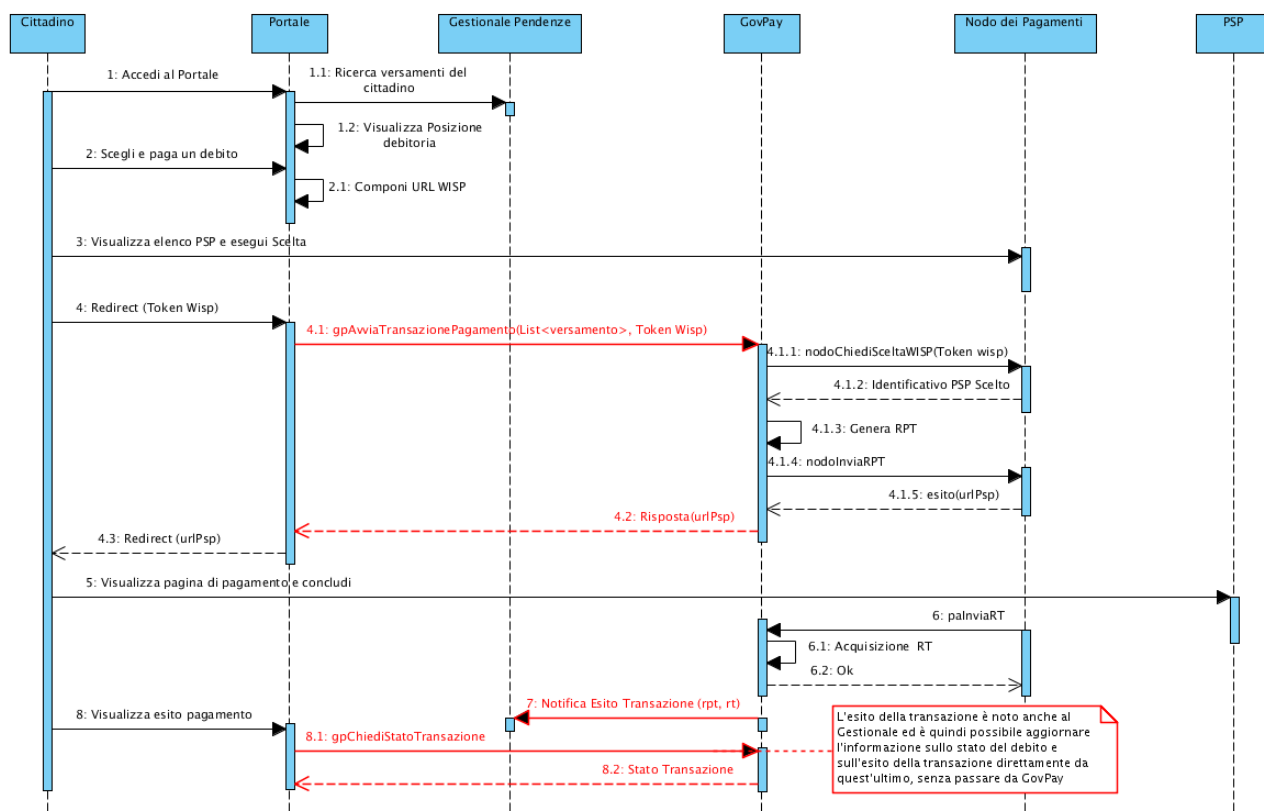 Cittadino
Portale
Gestionale Pendenze
GovPay
Nodo dei Pagamenti
PSP
1: Accedi al Portale
1.1: Ricerca versamenti del
cittadino
1.2: Visualizza Posizione
debitoria
2: Scegli e paga un debito
2.1: Componi URL WISP
3: Visualizza elenco PSP e esegui Scelta
4: Redirect (Token Wisp)
4.1: gpAvviaTransazionePagamento(List<versamento>, Token Wisp)
4.1.1: nodoChiediSceltaWISP(Token wisp)
4.1.2: Identificativo PSP Scelto
4.1.3: Genera RPT
4.1.4: nodoInviaRPT
4.1.5: esito(urlPsp)
4.2: Risposta(urlPsp)
4.3: Redirect (urlPsp)
5: Visualizza pagina di pagamento e concludi
6: paInviaRT
6.1: Acquisizione RT
6.2: Ok
7: Notifica Esito Transazione (rpt, rt)
8: Visualizza esito pagamento
8.1: gpChiediStatoTransazione
8.2: Stato Transazione
L'esito della transazione è noto anche al
Gestionale ed è quindi possibile aggiornare
l'informazione sullo stato del debito e
sull'esito della transazione direttamente da
quest'ultimo, senza passare da GovPay